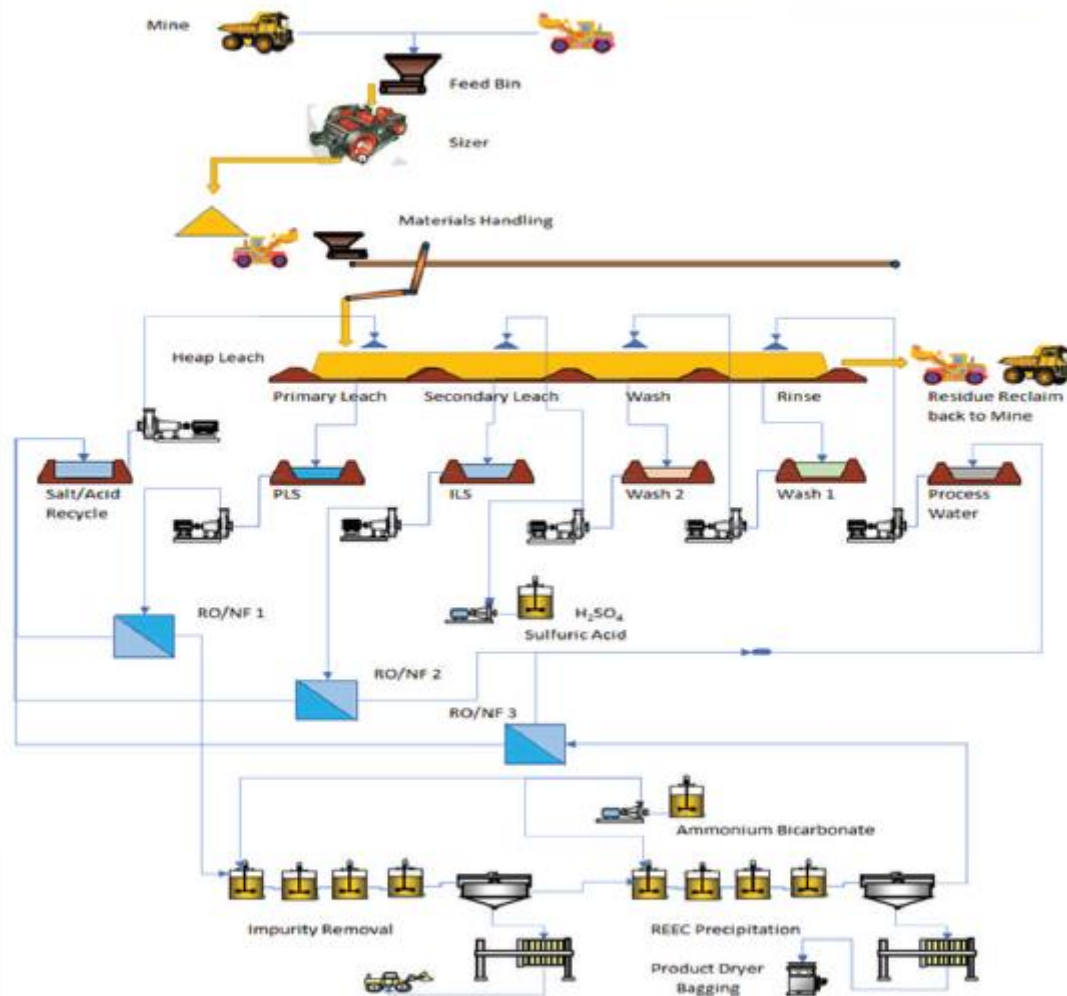 Mine
Feed Bin
Sizer
Materials Handling
Heap Leach
Primary Leach
Secondary Leach
Wash
Rinse
Residue Reclaim
back to Mine
Salt/Acid
Recycle
PLS
ILS
Wash 2
Wash 1
Process
Water
RO/NF 1
H₂SO₄
Sulfuric Acid
RO/NF 2
RO/NF 3
Ammonium Bicarbonate
Impurity Removal
REEC Precipitation
Product Dryer
Bagging